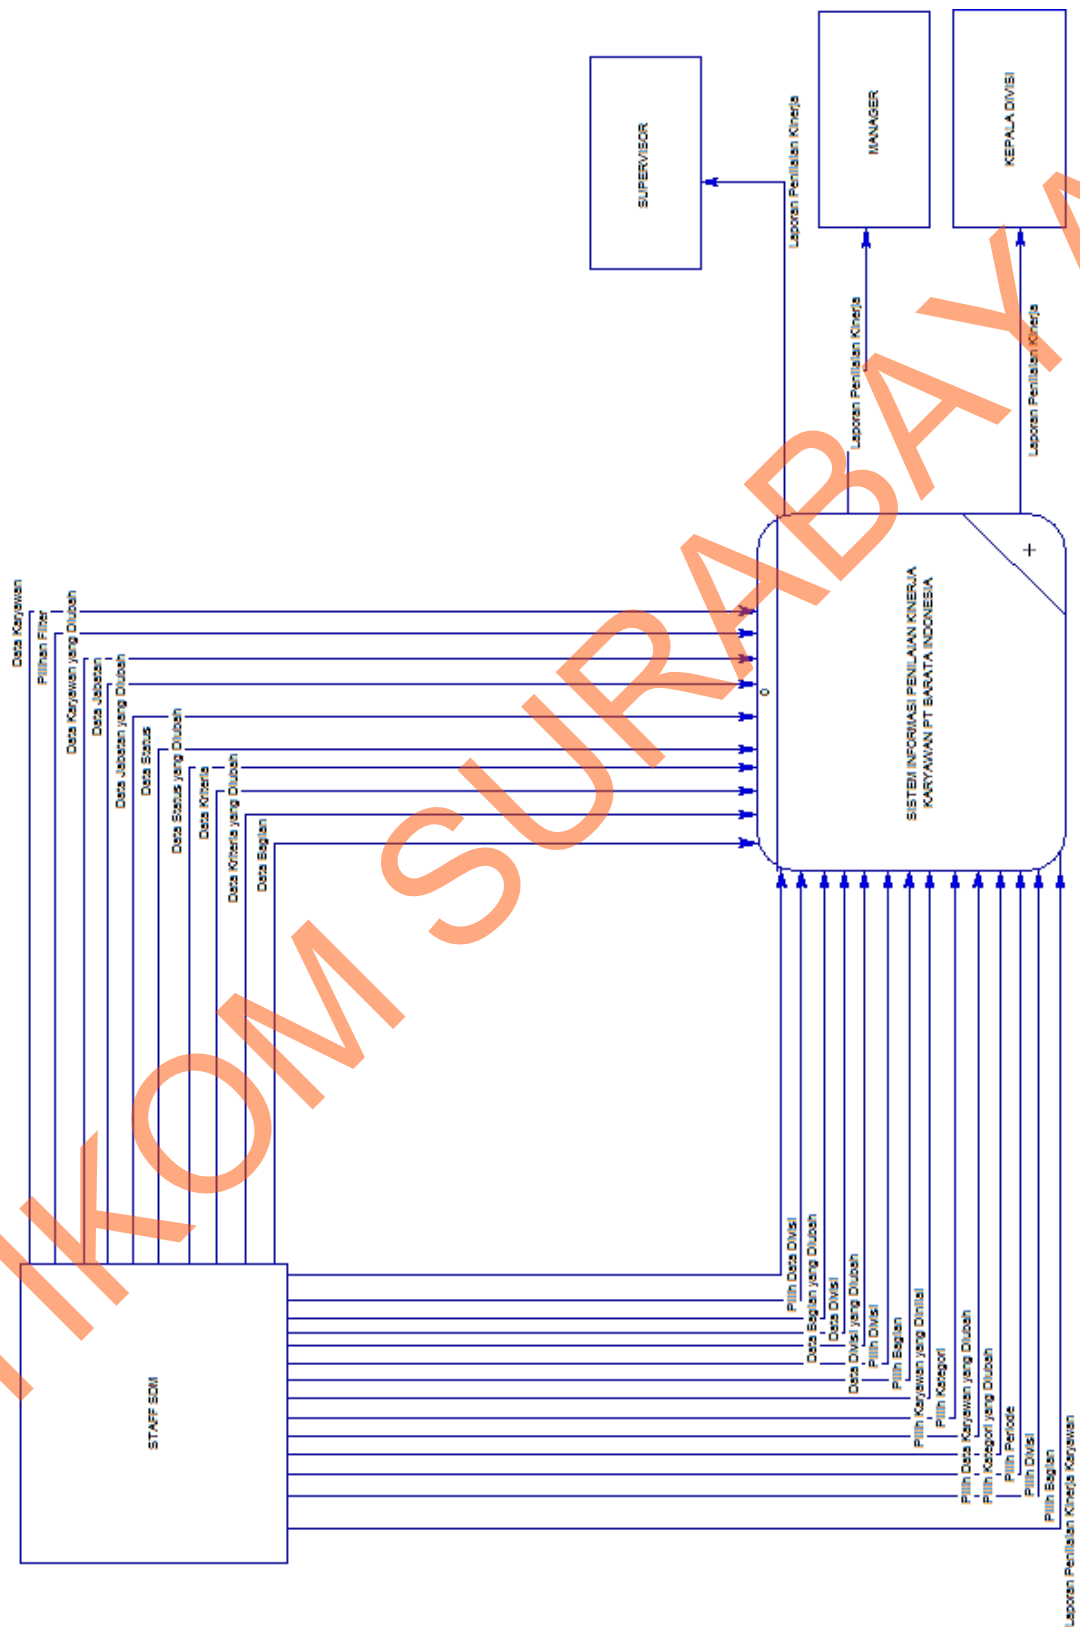 Data Karyawan
Pilihan Filter
Data Karyawan yang Diubah
Data Jabatan
Data Jabatan yang Diubah
Data Status
Data Status yang Diubah
Data Kriteria
Data Kriteria yang Diubah
Data Bagian
STAFF SDM
Pilih Data Divisi
Data Bagian yang Diubah
Data Divisi
Data Divisi yang Diubah
Pilih Divisi
Pilih Bagian
Pilih Karyawan yang Dinilai
Pilih Kategori
Pilih Data Karyawan yang Diubah
Pilih Kategori yang Diubah
Pilih Periode
Pilih Divisi
Pilih Bagian
Laporan Penilaian Kinerja Karyawan
0
SISTEM INFORMASI PENILAIAN KINERJA
KARYAWAN PT BARATA INDONESIA
+
SUPERVISOR
Laporan Penilaian Kinerja
MANAGER
Laporan Penilaian Kinerja
KEPALA DIVISI
Laporan Penilaian Kinerja
IKOM SURABAYA